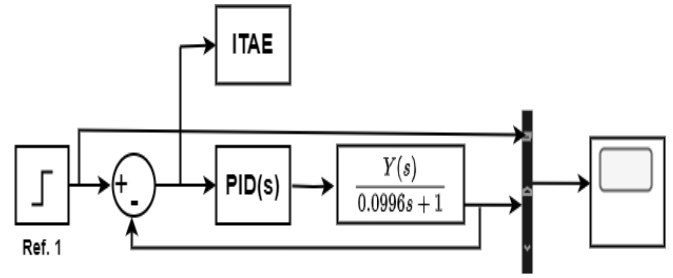 ITAE
+
-
PID(s)
Y(s)
0.0996s + 1
Ref. 1